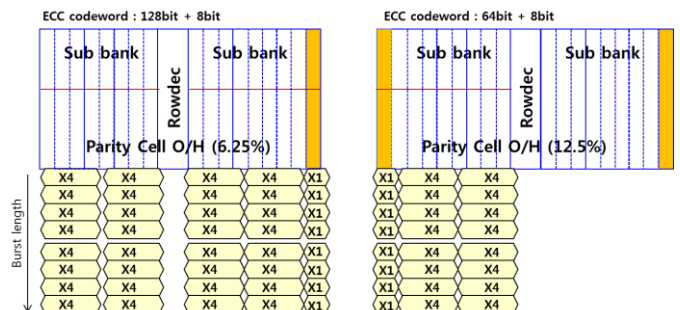 ECC codeword : 128bit + 8bit
ECC codeword : 64bit + 8bit
Sub bank
Rowdec
Sub bank
Sub bank
Rowdec
Sub bank
Parity Cell O/H (6.25%)
Parity Cell O/H (12.5%)
Burst length
X4 X4 X4 X4 X1 X1 X4 X4
X4 X4 X4 X4 X1 X1 X4 X4
X4 X4 X4 X4 X1 X1 X4 X4
X4 X4 X4 X4 X1 X1 X4 X4
X4 X4 X4 X4 X1 X1 X4 X4
X4 X4 X4 X4 X1 X1 X4 X4
X4 X4 X4 X4 X1 X1 X4 X4
X4 X4 X4 X4 X1 X1 X4 X4